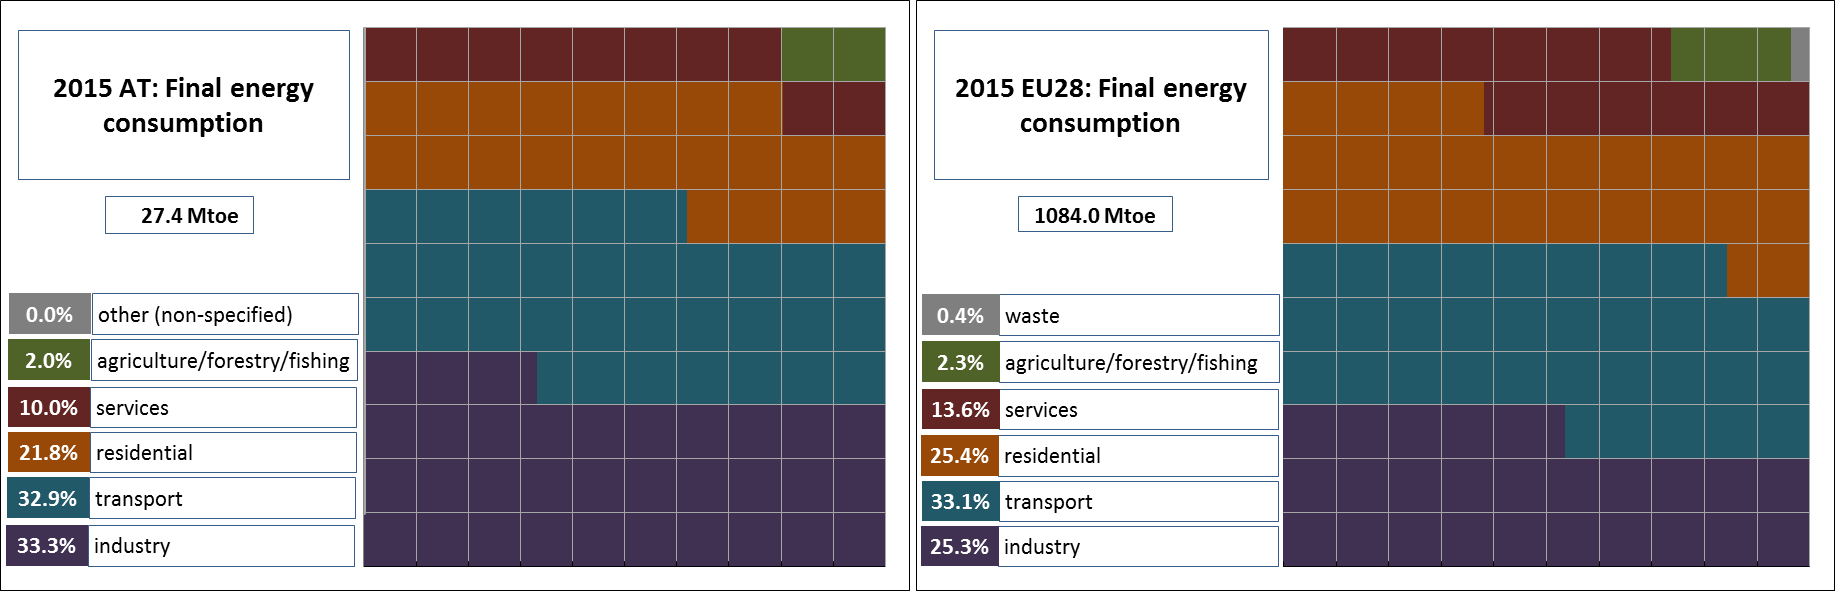 2015 AT: Final energy
consumption
27.4 Mtoe
0.0% other (non-specified)
2.0% agriculture/forestry/fishing
10.0% services
21.8% residential
32.9% transport
33.3% industry
2015 EU28: Final energy
consumption
1084.0 Mtoe
0.4% waste
2.3% agriculture/forestry/fishing
13.6% services
25.4% residential
33.1% transport
25.3% industry